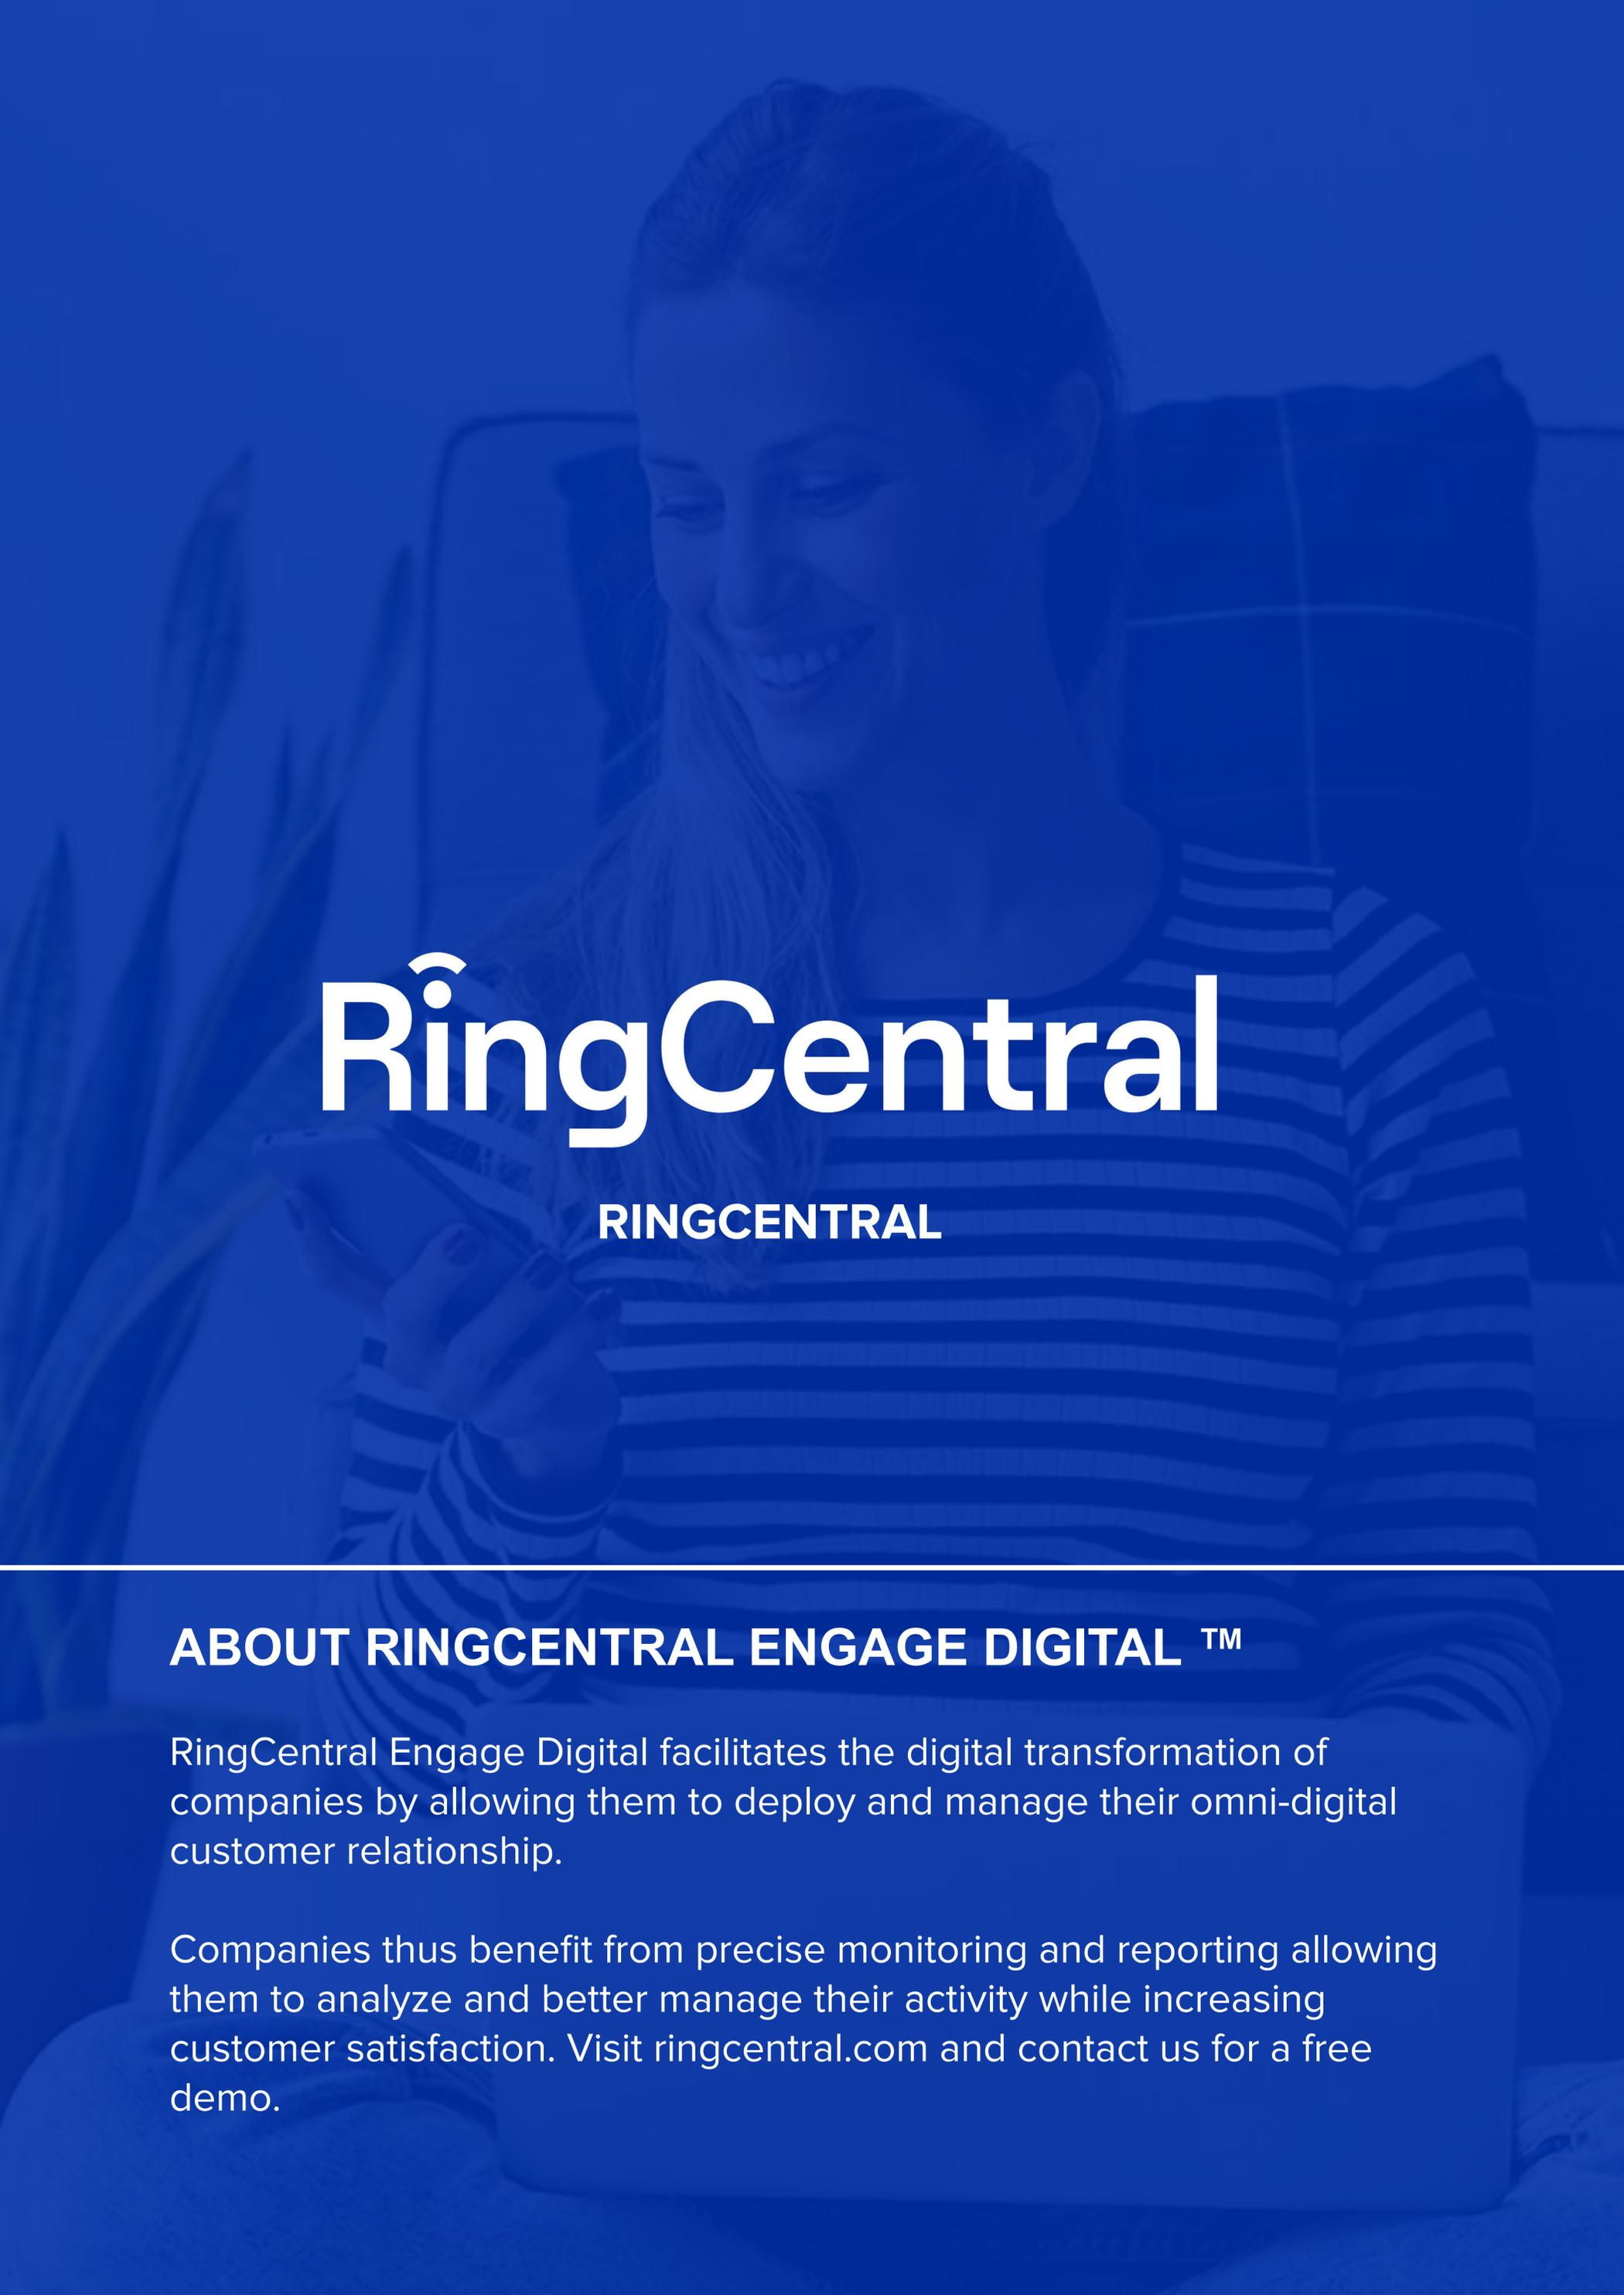 RingCentral
RINGCENTRAL
ABOUT RINGCENTRAL ENGAGE DIGITAL ™
RingCentral Engage Digital facilitates the digital transformation of
companies by allowing them to deploy and manage their omni-digital
customer relationship.
Companies thus benefit from precise monitoring and reporting allowing
them to analyze and better manage their activity while increasing
customer satisfaction. Visit ringcentral.com and contact us for a free
demo.